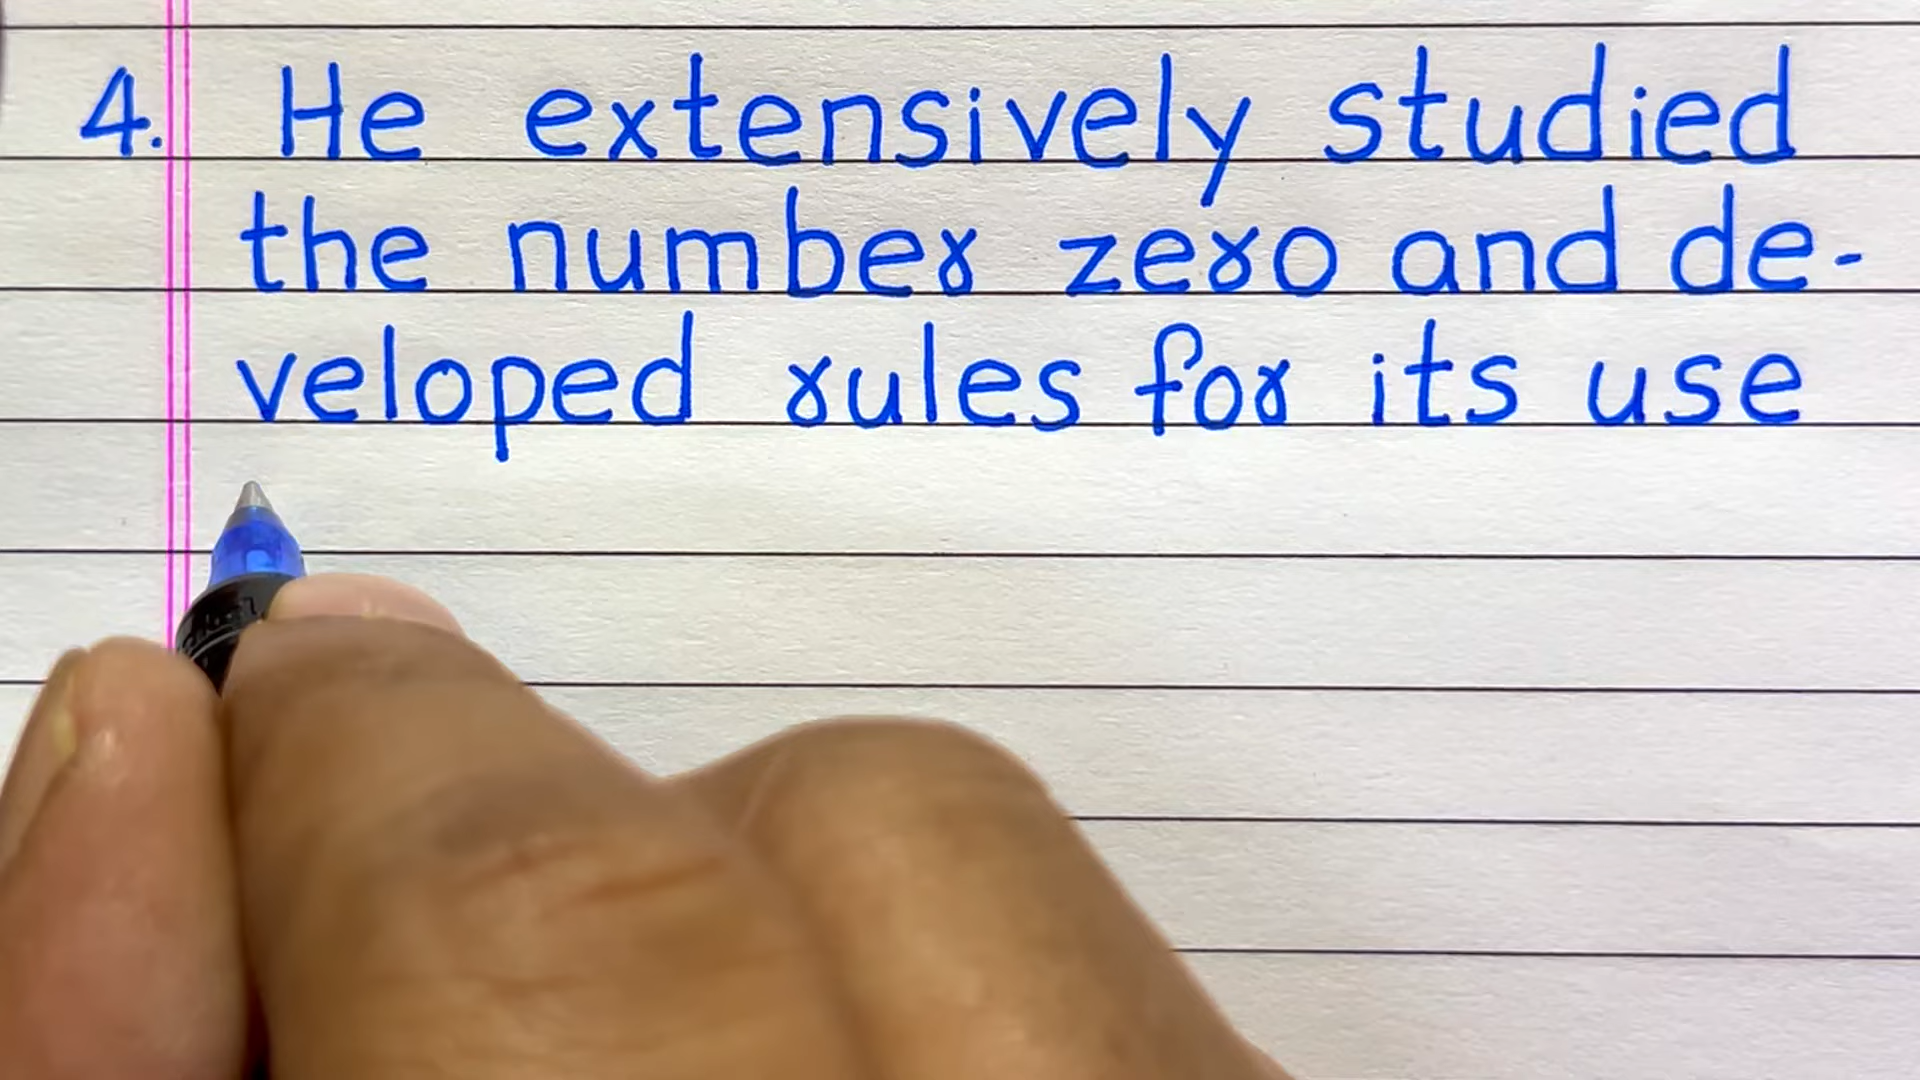 4. He extensively studied
the number zero and de-
veloped rules for its use